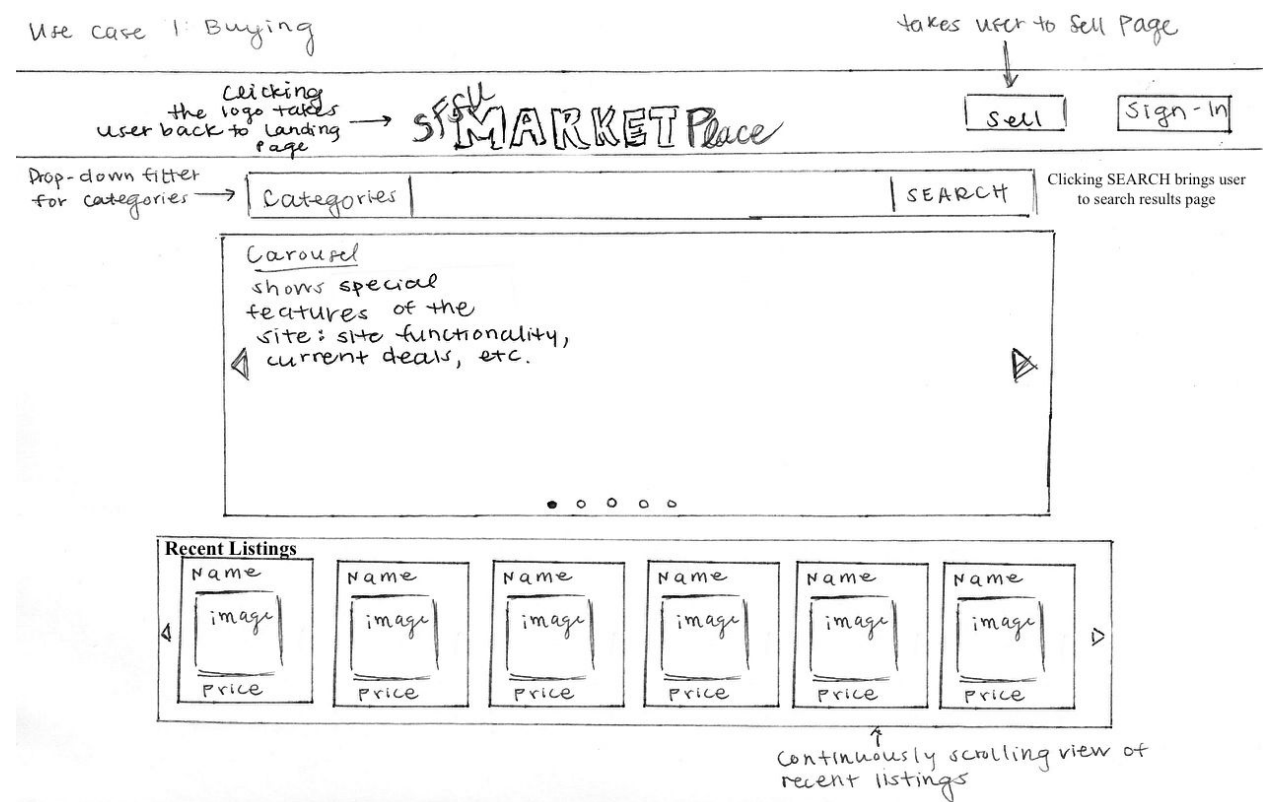 Use case 1: Buying
takes user to Sell Page
clicking
the logo takes
user back to landing
page
SFSU MARKET Place
Sell
Sign-In
Drop-down filter
for categories
Categories
SEARCH
Clicking SEARCH brings user
to search results page
Carousel
shows special
features of the
site: site functionality,
current deals, etc.
Recent Listings
Name
image
price
Name
image
price
Name
image
price
Name
image
price
Name
image
price
Name
image
price
continuously scrolling view of
recent listings